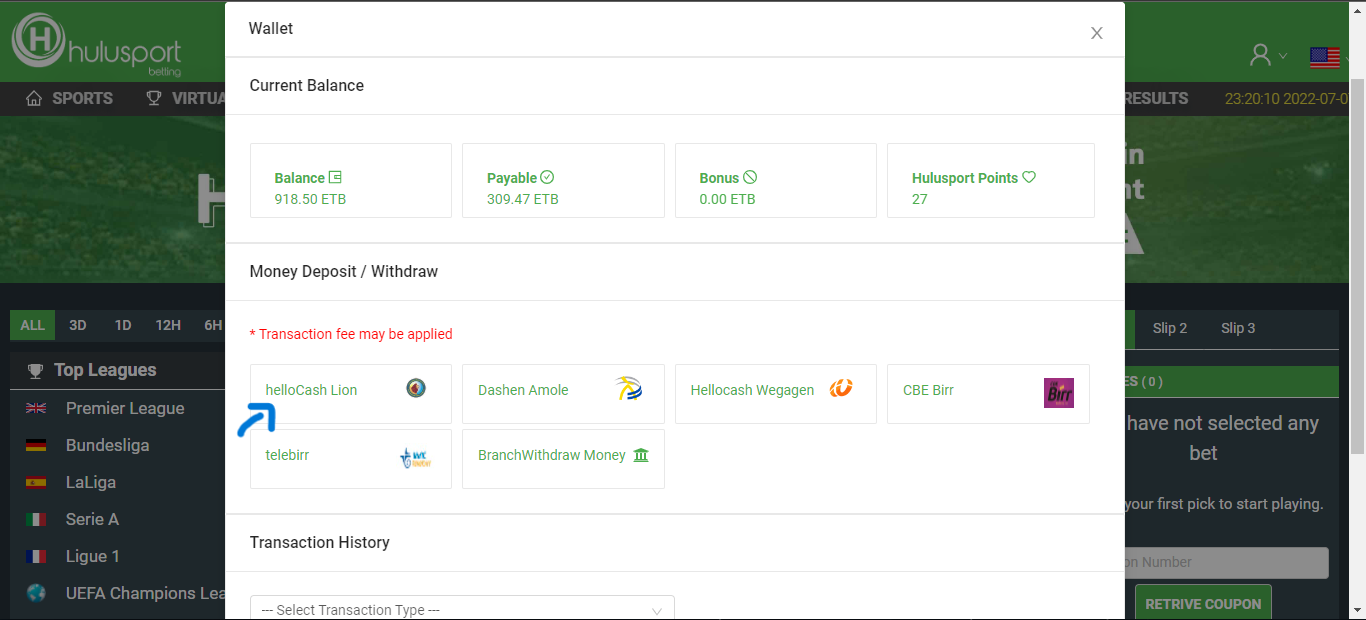 hulusport
betting
Wallet
X
SPORTS
RESULTS
23:20:10 2022-07-0
Current Balance
Balance
918.50 ETB
Payable
309.47 ETB
Bonus
0.00 ETB
Hulusport Points
27
Money Deposit / Withdraw
* Transaction fee may be applied
ALL 3D 1D 12H 6H
Slip 2 Slip 3
Top Leagues
Premier League
Bundesliga
LaLiga
Serie A
Ligue 1
UEFA Champions
helloCash Lion
Dashen Amole
Hellocash Wegagen
CBE Birr
Birr
telebirr
BranchWithdraw Money
( 0 )
have not selected any
bet
your first pick to start playing.
Number
RETRIVE COUPON
Transaction History
--- Select Transaction Type ---